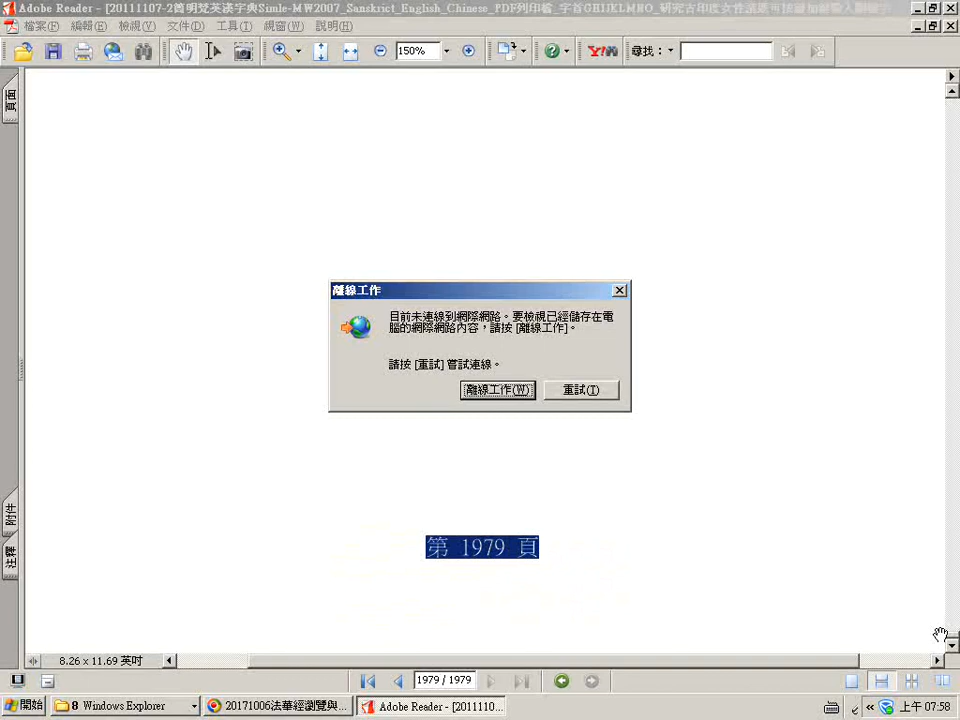 Adobe Reader - [20111107-2簡明梵英漢字典Simle-MW2007_Sanskrict_English_Chinese_PDF列印檔_字首GHIJKLMNO_
檔案(F) 編輯(E) 檢視(V) 文件(D) 工具(T) 視窗(W) 說明(H)
150% Y! 尋找：
頁面
離線工作
目前未連線到網際網路。要檢視已經儲存在電
腦的網際網路內容，請按 [離線工作]。
請按 [重試] 嘗試連線。
離線工作(W) 重試(T)
附件
注釋
第 1979 頁
8.26 x 11.69 英吋
1979 / 1979
開始 8 Windows Explorer 20171006法華經瀏覽與... Adobe Reader - [2011110... 上午 07:58